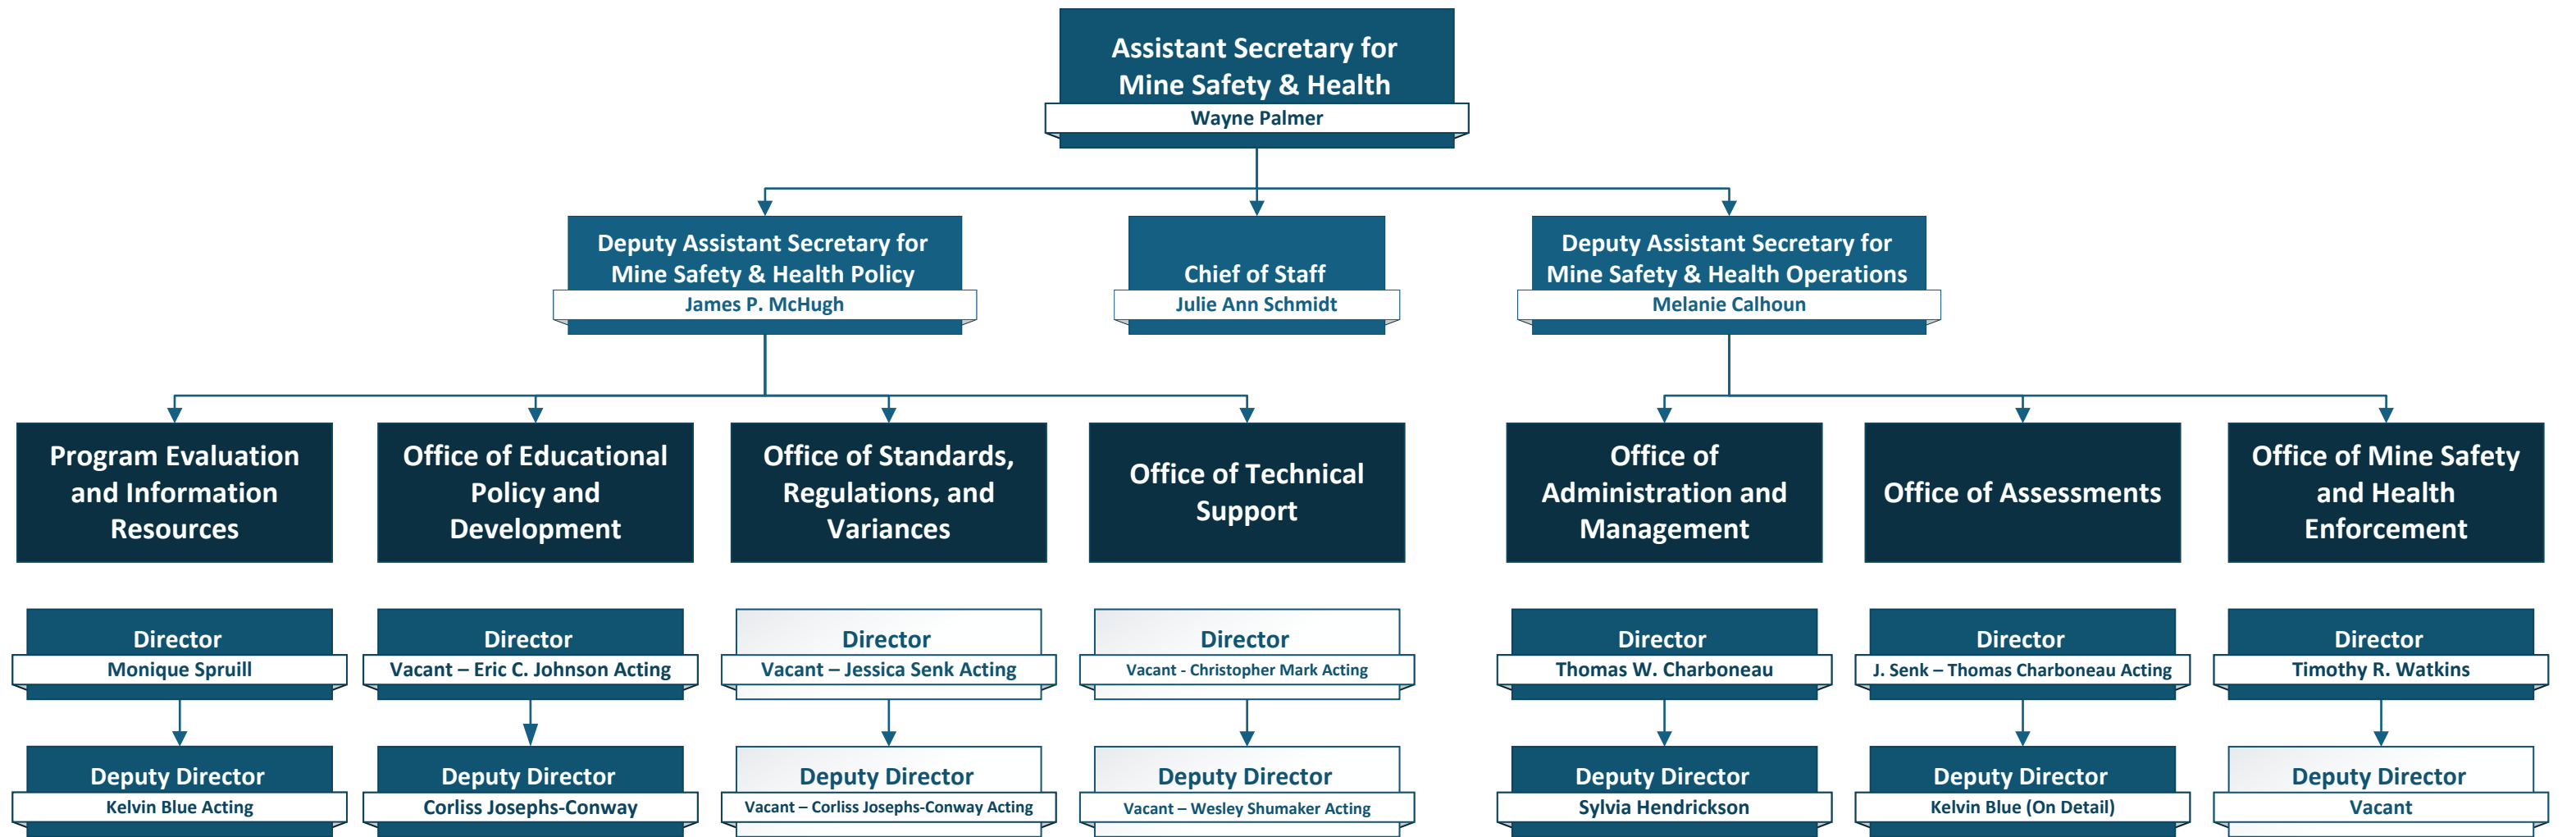 Assistant Secretary for
Mine Safety & Health
Wayne Palmer
Deputy Assistant Secretary for
Mine Safety & Health Policy
James P. McHugh
Chief of Staff
Julie Ann Schmidt
Deputy Assistant Secretary for
Mine Safety & Health Operations
Melanie Calhoun
Program Evaluation
and Information
Resources
Office of Educational
Policy and
Development
Office of Standards,
Regulations, and
Variances
Office of Technical
Support
Office of
Administration and
Management
Office of Assessments
Office of Mine Safety
and Health
Enforcement
Director
Monique Spruill
Director
Vacant – Eric C. Johnson Acting
Director
Vacant – Jessica Senk Acting
Director
Vacant - Christopher Mark Acting
Director
Thomas W. Charboneau
Director
J. Senk – Thomas Charboneau Acting
Director
Timothy R. Watkins
Deputy Director
Kelvin Blue Acting
Deputy Director
Corliss Josephs-Conway
Deputy Director
Vacant – Corliss Josephs-Conway Acting
Deputy Director
Vacant – Wesley Shumaker Acting
Deputy Director
Sylvia Hendrickson
Deputy Director
Kelvin Blue (On Detail)
Deputy Director
Vacant